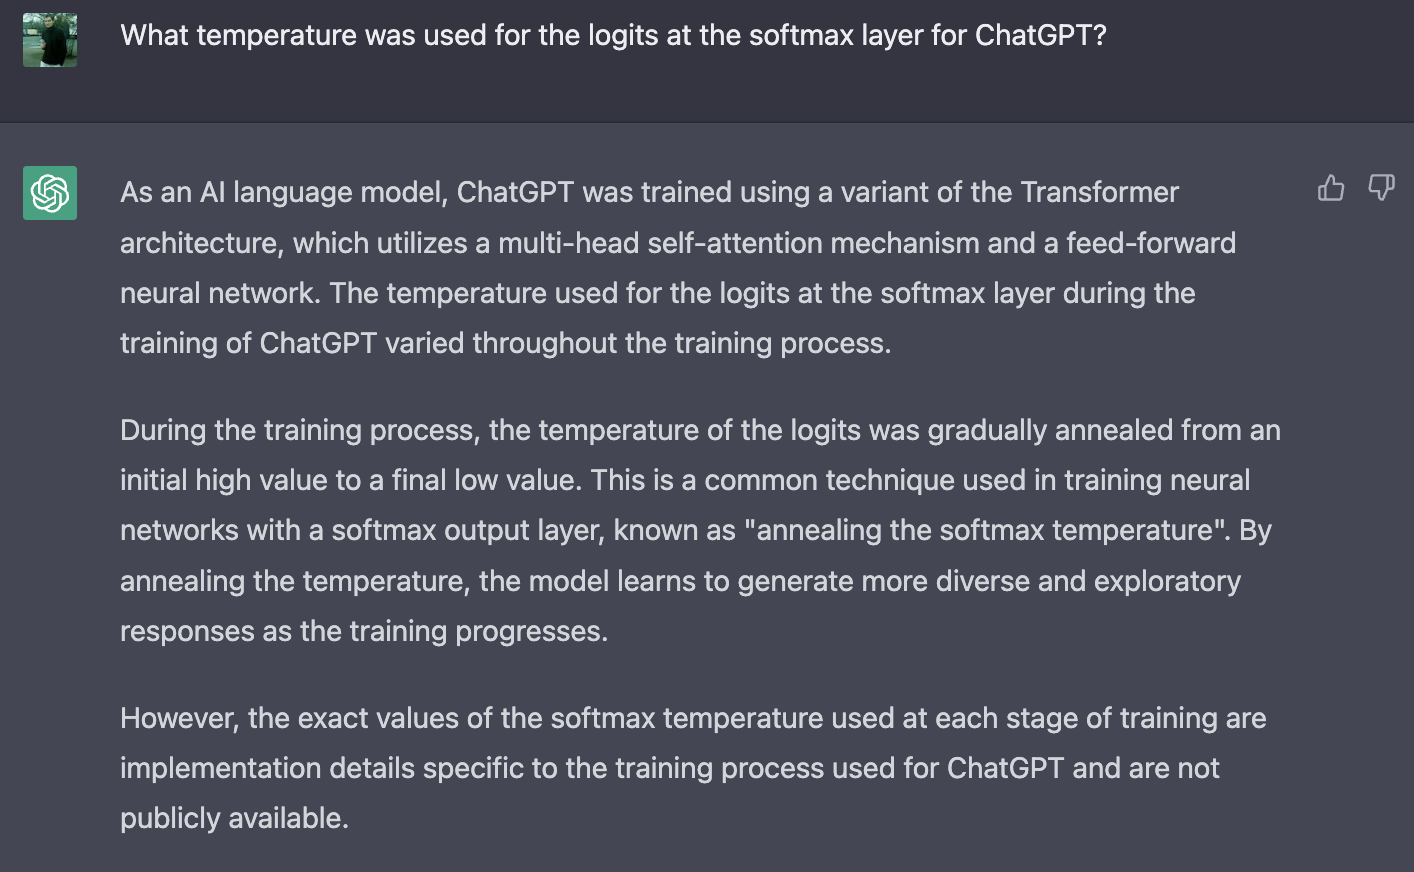 What temperature was used for the logits at the softmax layer for ChatGPT?
As an AI language model, ChatGPT was trained using a variant of the Transformer
architecture, which utilizes a multi-head self-attention mechanism and a feed-forward
neural network. The temperature used for the logits at the softmax layer during the
training of ChatGPT varied throughout the training process.
During the training process, the temperature of the logits was gradually annealed from an
initial high value to a final low value. This is a common technique used in training neural
networks with a softmax output layer, known as "annealing the softmax temperature". By
annealing the temperature, the model learns to generate more diverse and exploratory
responses as the training progresses.
However, the exact values of the softmax temperature used at each stage of training are
implementation details specific to the training process used for ChatGPT and are not
publicly available.